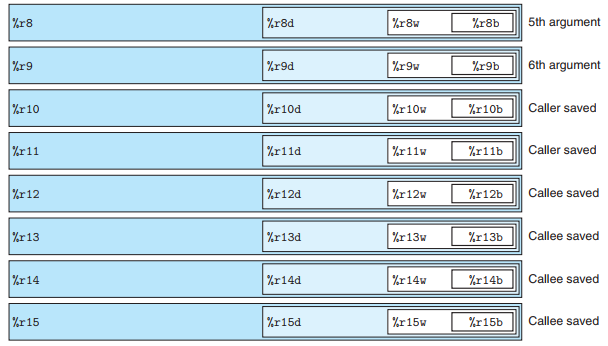 %r8 %r8d %r8w %r8b 5th argument
%r9 %r9d %r9w %r9b 6th argument
%r10 %r10d %r10w %r10b Caller saved
%r11 %r11d %r11w %r11b Caller saved
%r12 %r12d %r12w %r12b Callee saved
%r13 %r13d %r13w %r13b Callee saved
%r14 %r14d %r14w %r14b Callee saved
%r15 %r15d %r15w %r15b Callee saved